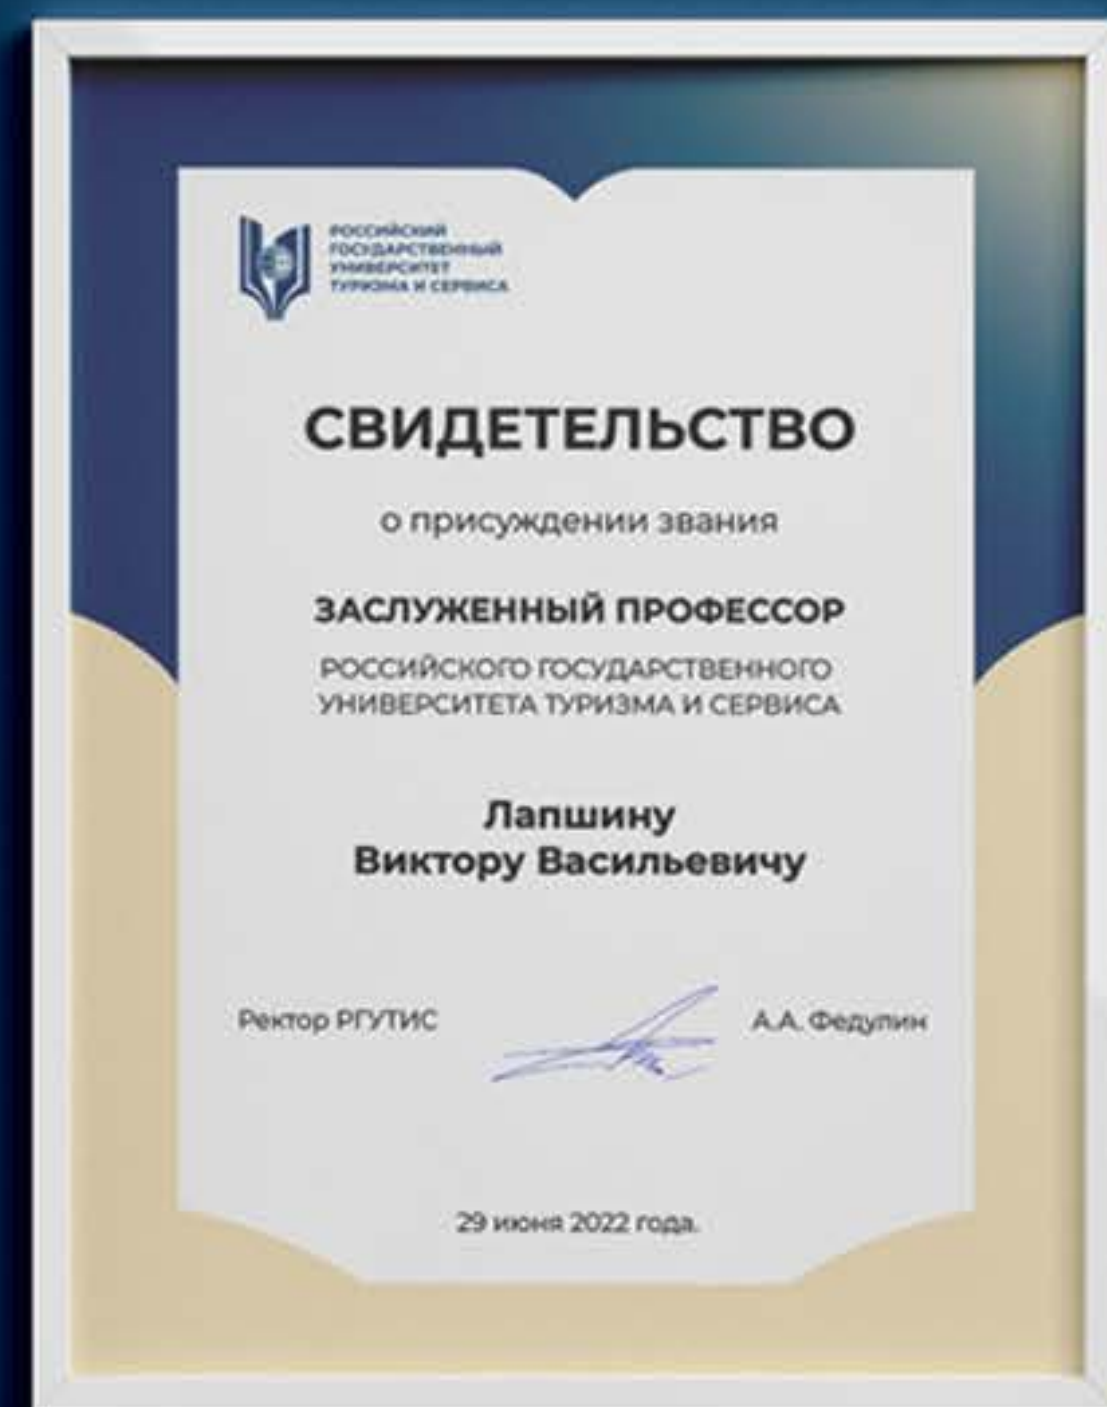 РОССИЙСКИЙ
ГОСУДАРСТВЕННЫЙ
УНИВЕРСИТЕТ
ТУРИЗМА И СЕРВИСА
СВИДЕТЕЛЬСТВО
о присуждении звания
ЗАСЛУЖЕННЫЙ ПРОФЕССОР
РОССИЙСКОГО ГОСУДАРСТВЕННОГО
УНИВЕРСИТЕТА ТУРИЗМА И СЕРВИСА
Лапшину
Виктору Васильевичу
Ректор РГУТИС А.А. Федулин
29 июня 2022 года.